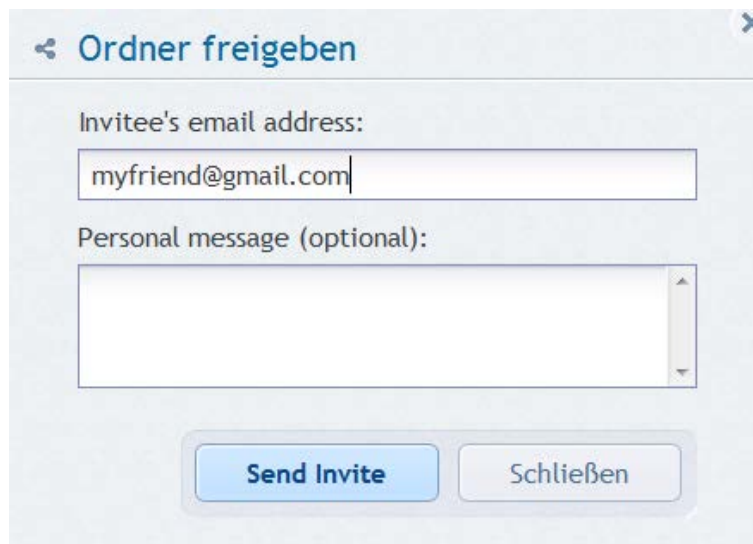 Ordner freigeben
Invitee's email address:
myfriend@gmail.com
Personal message (optional):
Send Invite
Schließen